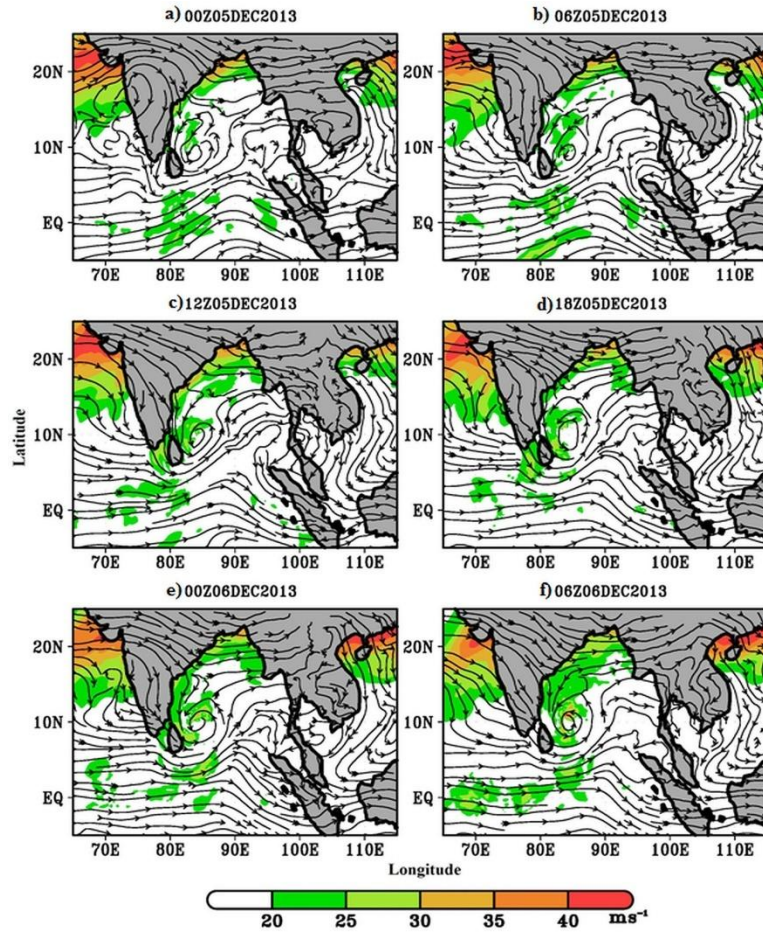 a) 00Z05DEC2013
b) 06Z05DEC2013
20N
10N
EQ
70E 80E 90E 100E 110E
20N
10N
EQ
70E 80E 90E 100E 110E
c) 12Z05DEC2013
d) 18Z05DEC2013
Latitude
20N
10N
EQ
70E 80E 90E 100E 110E
20N
10N
EQ
70E 80E 90E 100E 110E
e) 00Z06DEC2013
f) 06Z06DEC2013
20N
10N
EQ
70E 80E 90E 100E 110E
20N
10N
EQ
70E 80E 90E 100E 110E
Longitude
20 25 30 35 40 ms⁻¹